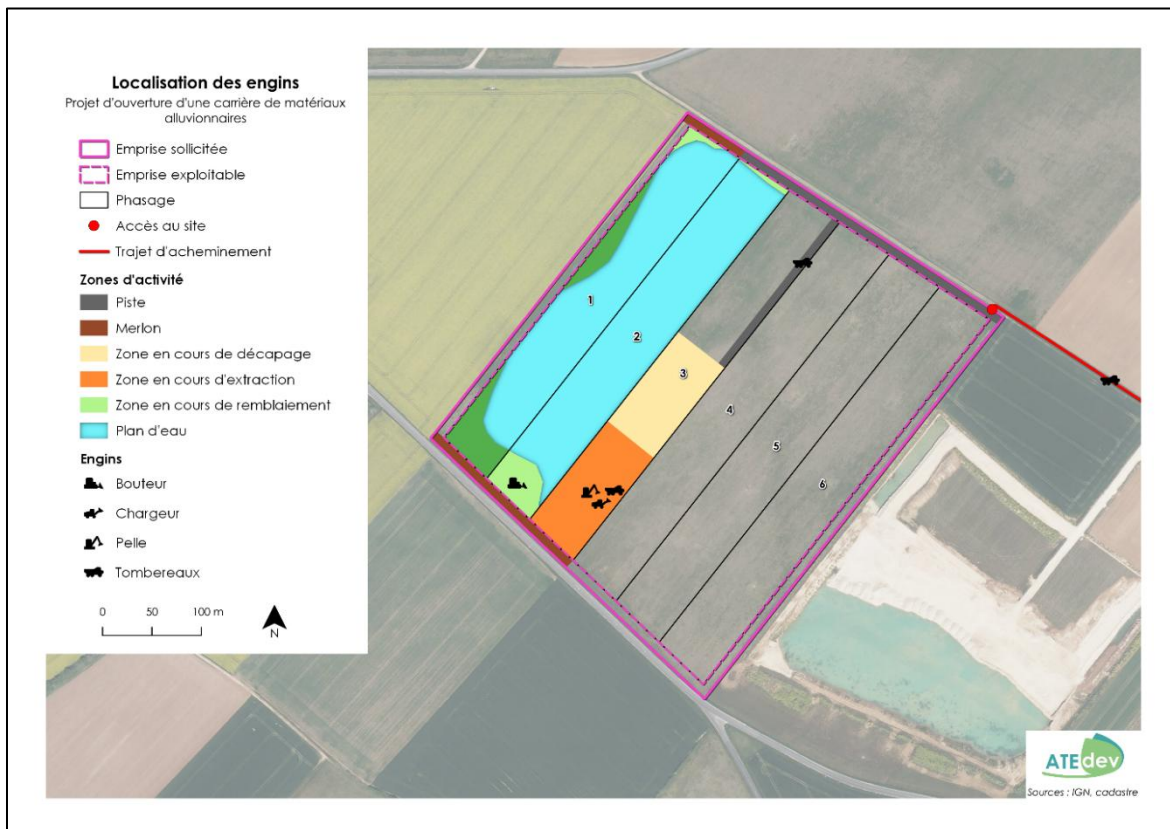 Localisation des engins
Projet d'ouverture d'une carrière de matériaux
alluvionnaires
Emprise sollicitée
Emprise exploitable
Phasage
Accès au site
Trajet d'acheminement
Zones d'activité
Piste
Merlon
Zone en cours de décapage
Zone en cours d'extraction
Zone en cours de remblaiement
Plan d'eau
Engins
Bouteur
Chargeur
Pelle
Tombereaux
0 50 100 m
N
1
2
3
4
5
6
ATEdev
Sources : IGN, cadastre